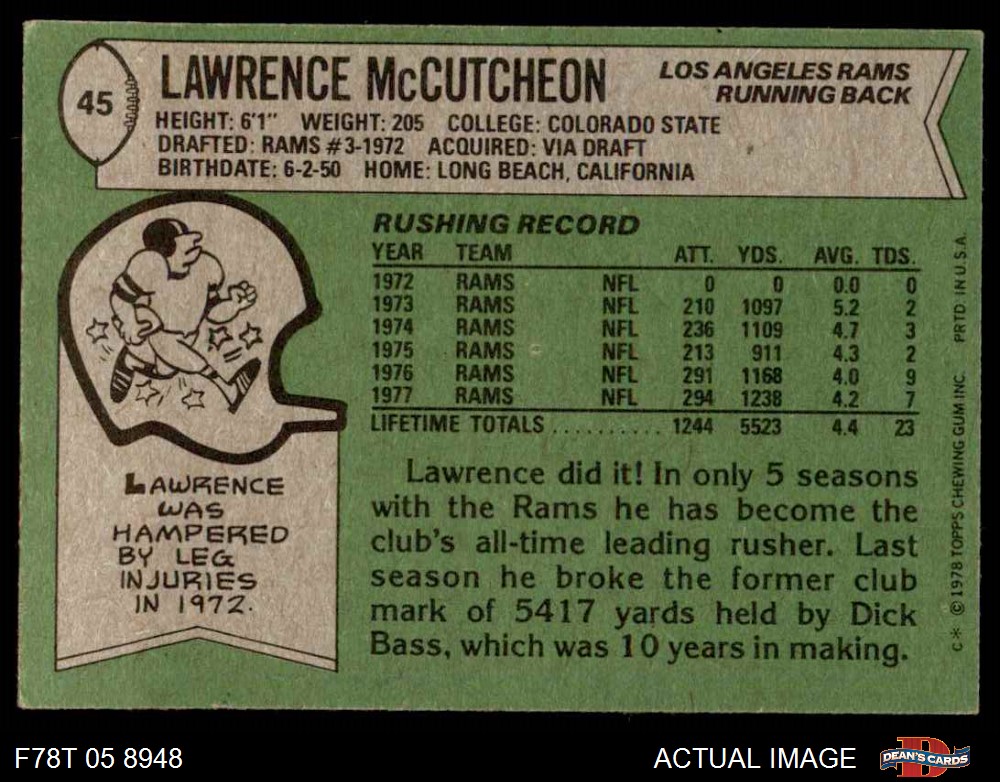 45
LAWRENCE McCUTCHEON
LOS ANGELES RAMS
RUNNING BACK
HEIGHT: 6'1" WEIGHT: 205 COLLEGE: COLORADO STATE
DRAFTED: RAMS #3-1972 ACQUIRED: VIA DRAFT
BIRTHDATE: 6-2-50 HOME: LONG BEACH, CALIFORNIA
RUSHING RECORD
YEAR TEAM ATT. YDS. AVG. TDS.
1972 RAMS NFL 0 0 0.0 0
1973 RAMS NFL 210 1097 5.2 2
1974 RAMS NFL 236 1109 4.7 3
1975 RAMS NFL 213 911 4.3 2
1976 RAMS NFL 291 1168 4.0 9
1977 RAMS NFL 294 1238 4.2 7
LIFETIME TOTALS .......... 1244 5523 4.4 23
LAWRENCE
WAS
HAMPERED
BY LEG
INJURIES
IN 1972.
Lawrence did it! In only 5 seasons
with the Rams he has become the
club's all-time leading rusher. Last
season he broke the former club
mark of 5417 yards held by Dick
Bass, which was 10 years in making.
C* © 1978 TOPPS CHEWING GUM INC. PRTD. IN U.S.A.
F78T 05 8948
ACTUAL IMAGE
DEAN'S CARDS